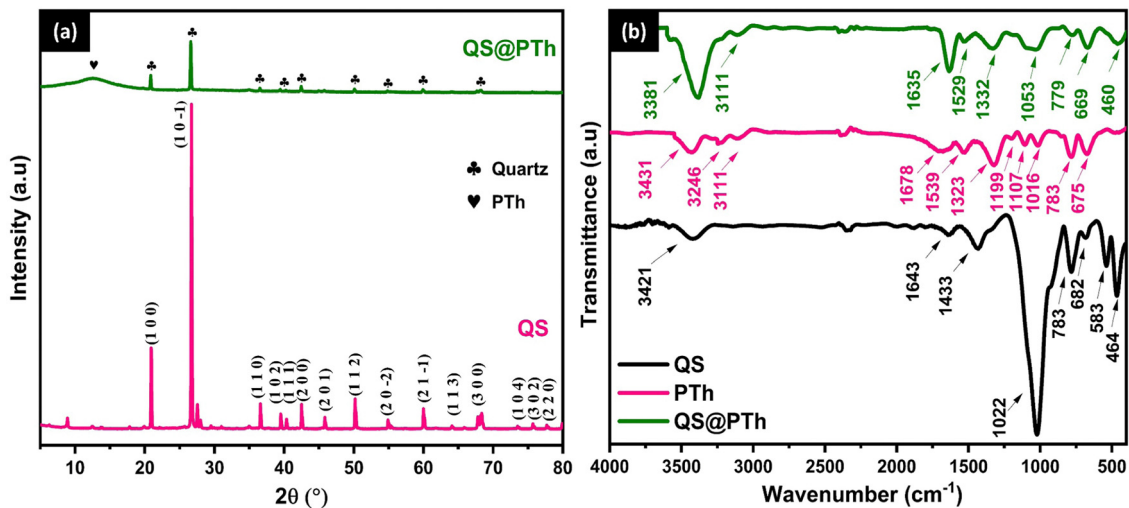 (a)
QS@PTh
♣ Quartz
♥ PTh
QS
(1 0 0)
(1 0 -1)
(1 1 0)
(1 0 2)
(1 1 1)
(2 0 0)
(2 0 1)
(1 1 2)
(2 0 -2)
(2 1 -1)
(1 1 3)
(3 0 0)
(1 0 4)
(3 0 2)
(2 2 0)
Intensity (a.u)
5 10 20 30 40 50 60 70 80
2θ (°)
(b)
3381
3111
1635
1529
1332
1053
779
669
460
3431
3246
3111
1678
1539
1323
1199
1107
1016
783
675
3421
1643
1433
1022
783
682
583
464
QS
PTh
QS@PTh
Transmittance (a.u)
4000 3500 3000 2500 2000 1500 1000 500
Wavenumber (cm⁻¹)